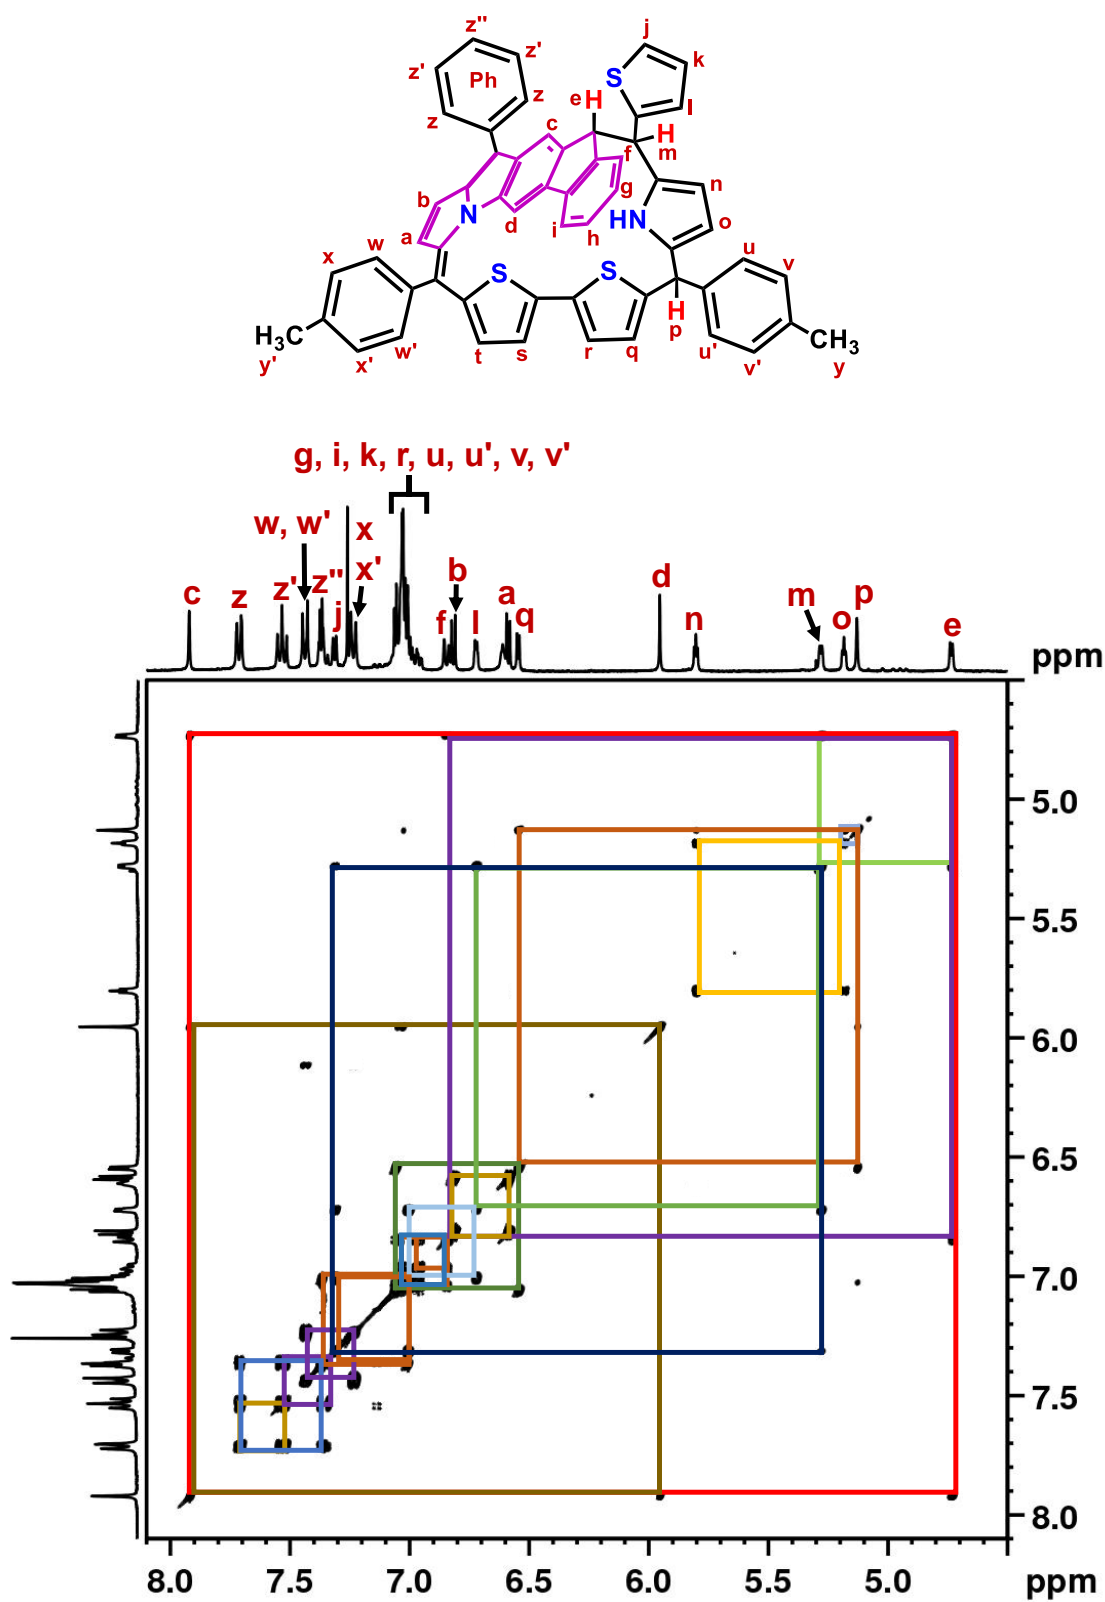 z'' j
z' z' k
Ph S
z e H l
z c H
f m
b g n
N HN o
a d i h
w u
x S S v
H
p
H3C CH3
y' x' w' t s r q u' v' y
g, i, k, r, u, u', v, v'
w, w' x
x' b
c z z' z'' j f l a q d n m o p e
ppm
5.0
5.5
6.0
6.5
7.0
7.5
8.0
8.0 7.5 7.0 6.5 6.0 5.5 5.0 ppm